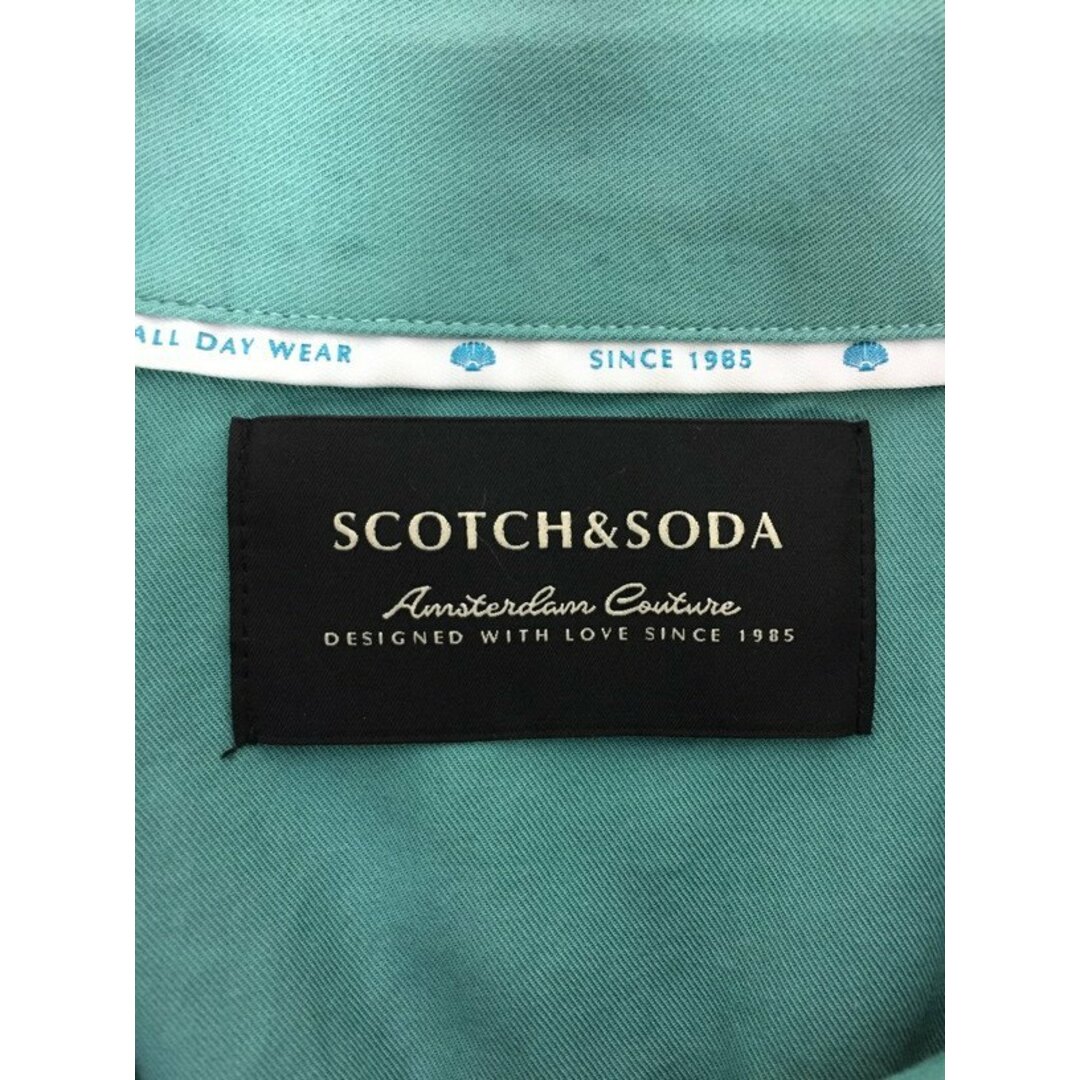 ALL DAY WEAR SINCE 1985
SCOTCH&SODA
Amsterdam Couture
DESIGNED WITH LOVE SINCE 1985